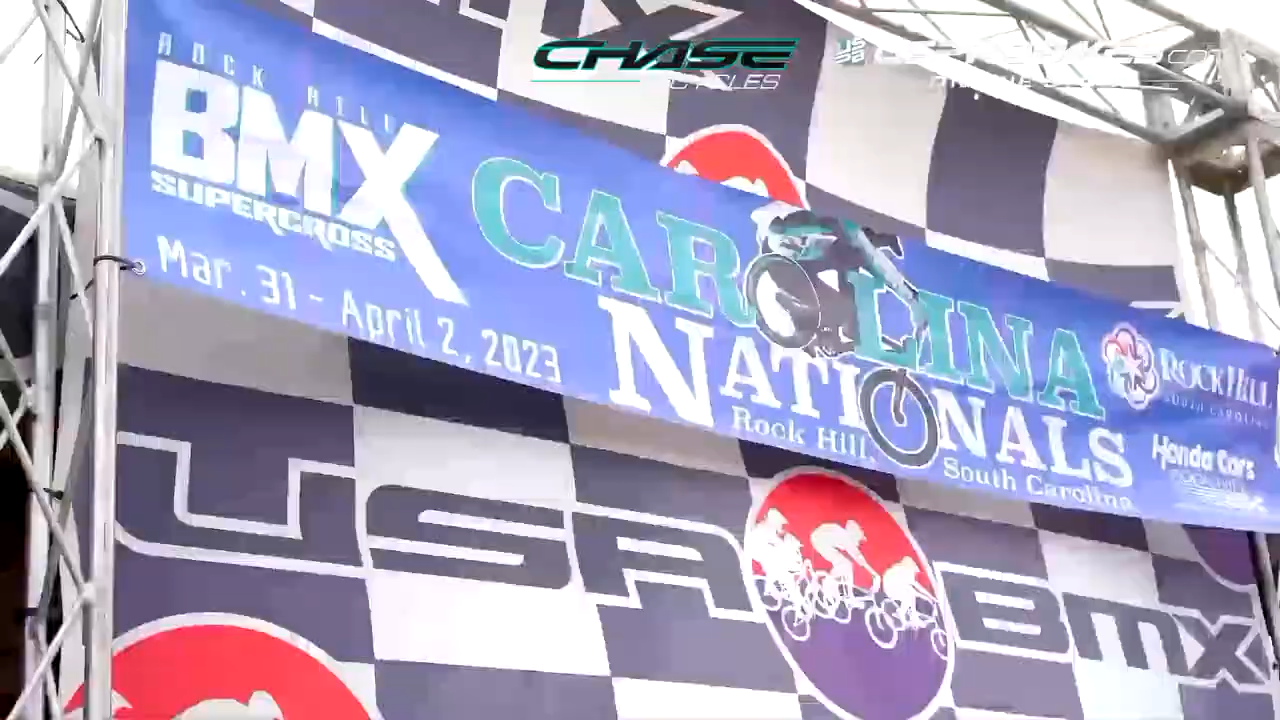 CHASE
CYCLES
ROCK HILL
BMX
SUPERCROSS
Mar. 31 - April 2, 2023
CAROLINA
NATIONALS
Rock Hill, South Carolina
ROCK HILL
SOUTH CAROLINA
Honda Cars
USA BMX